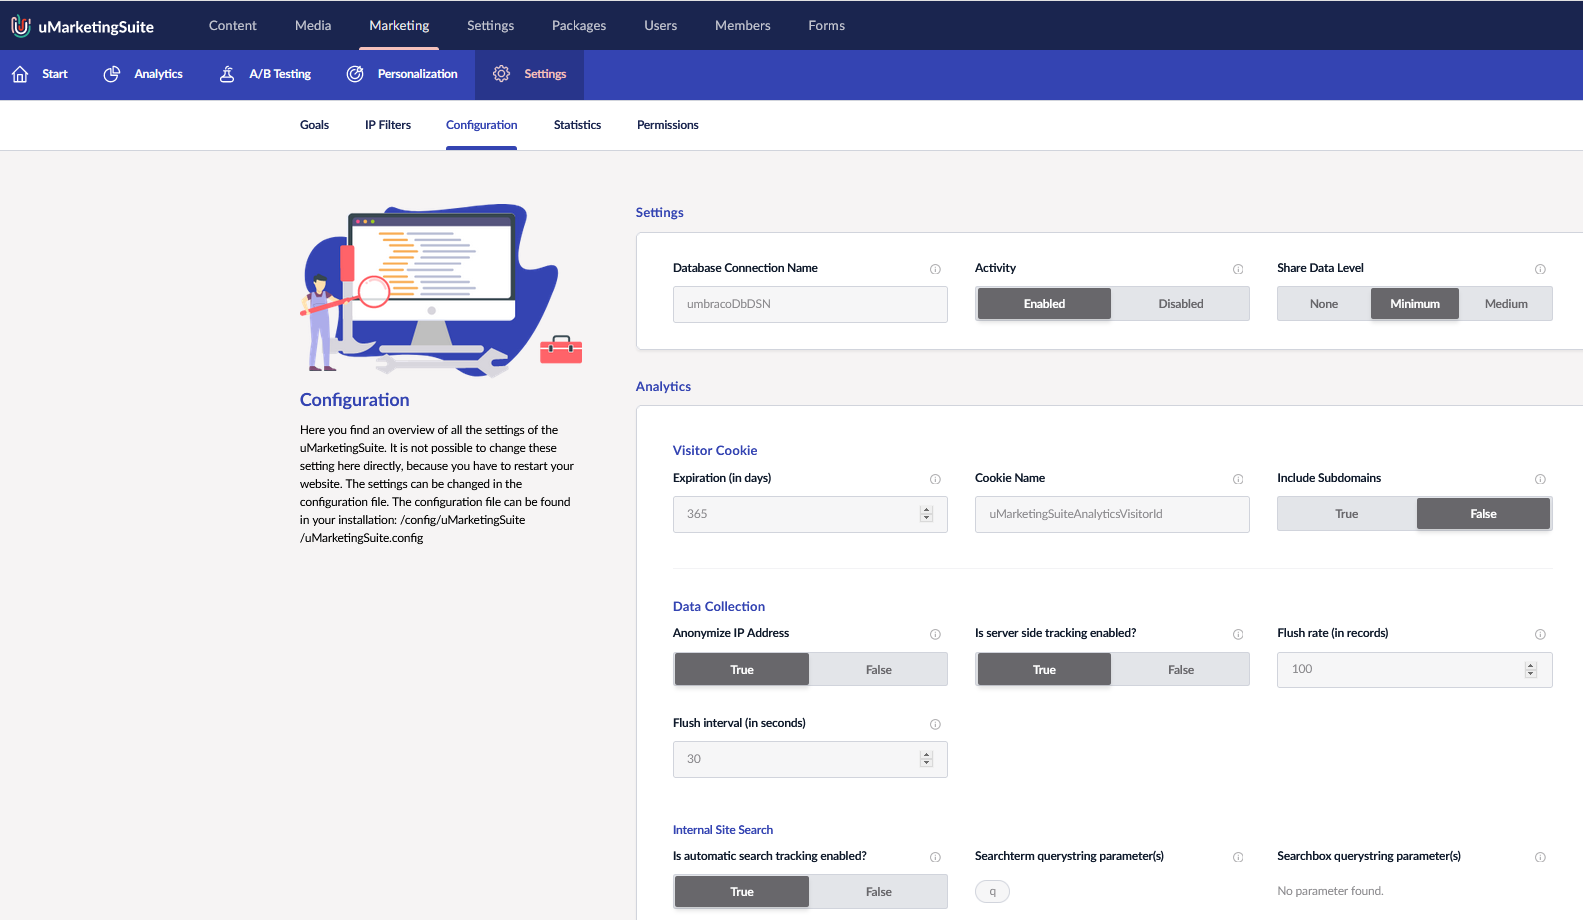 uMarketingSuite Content Media Marketing Settings Packages Users Members Forms
Start Analytics A/B Testing Personalization Settings
Goals IP Filters Configuration Statistics Permissions
Configuration
Here you find an overview of all the settings of the
uMarketingSuite. It is not possible to change these
setting here directly, because you have to restart your
website. The settings can be changed in the
configuration file. The configuration file can be found
in your installation: /config/uMarketingSuite
/uMarketingSuite.config
Settings
Database Connection Name Activity Share Data Level
umbracoDbDSN Enabled Disabled None Minimum Medium
Analytics
Visitor Cookie
Expiration (in days) Cookie Name Include Subdomains
365 uMarketingSuiteAnalyticsVisitorId True False
Data Collection
Anonymize IP Address Is server side tracking enabled? Flush rate (in records)
True False True False 100
Flush interval (in seconds)
30
Internal Site Search
Is automatic search tracking enabled? Searchterm querystring parameter(s) Searchbox querystring parameter(s)
True False q No parameter found.